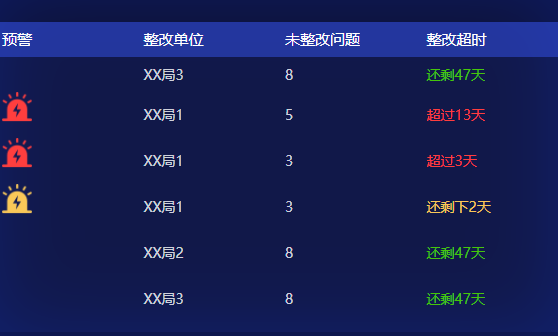 预警 整改单位 未整改问题 整改超时
XX局3 8 还剩47天
XX局1 5 超过13天
XX局1 3 超过3天
XX局1 3 还剩下2天
XX局2 8 还剩47天
XX局3 8 还剩47天